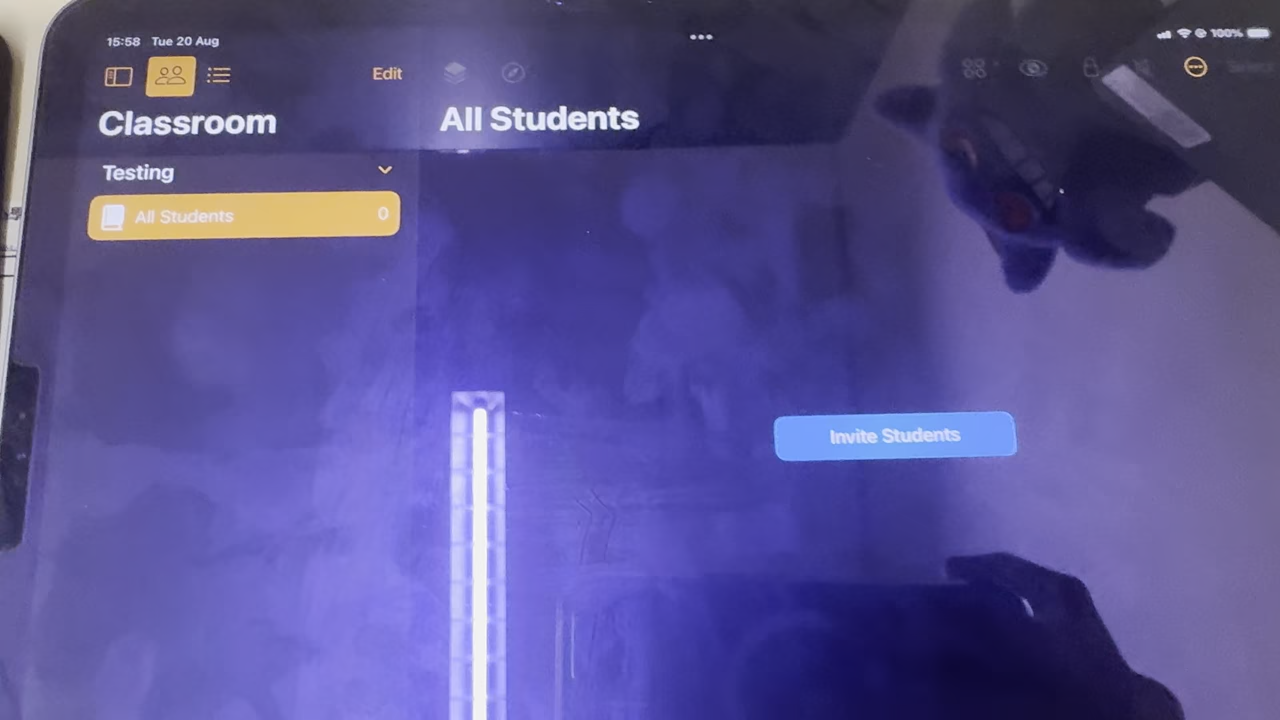 15:58 Tue 20 Aug
100%
Edit
Classroom
All Students
Testing
All Students 0
Invite Students